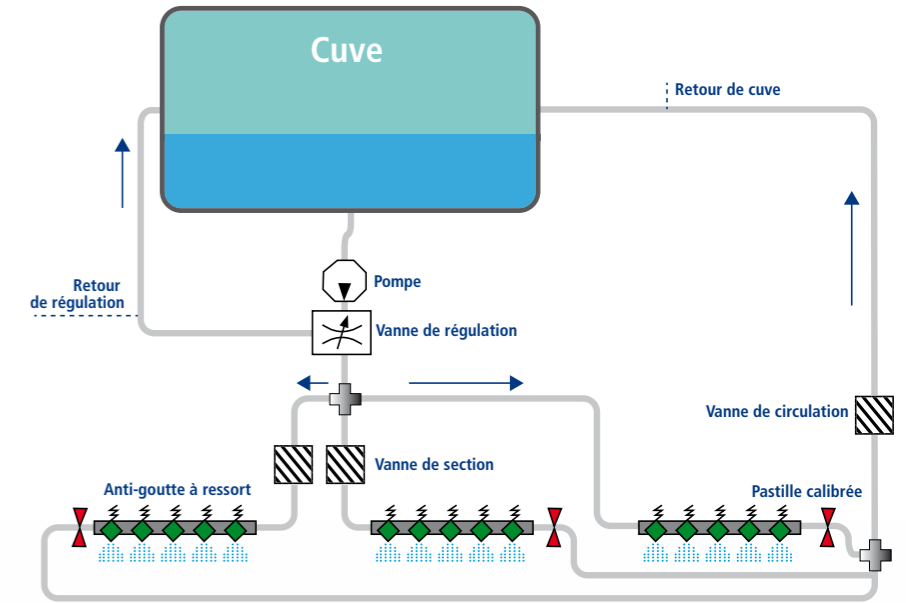 Cuve
Retour de cuve
Pompe
Retour
de régulation
Vanne de régulation
Vanne de circulation
Vanne de section
Anti-goutte à ressort
Pastille calibrée